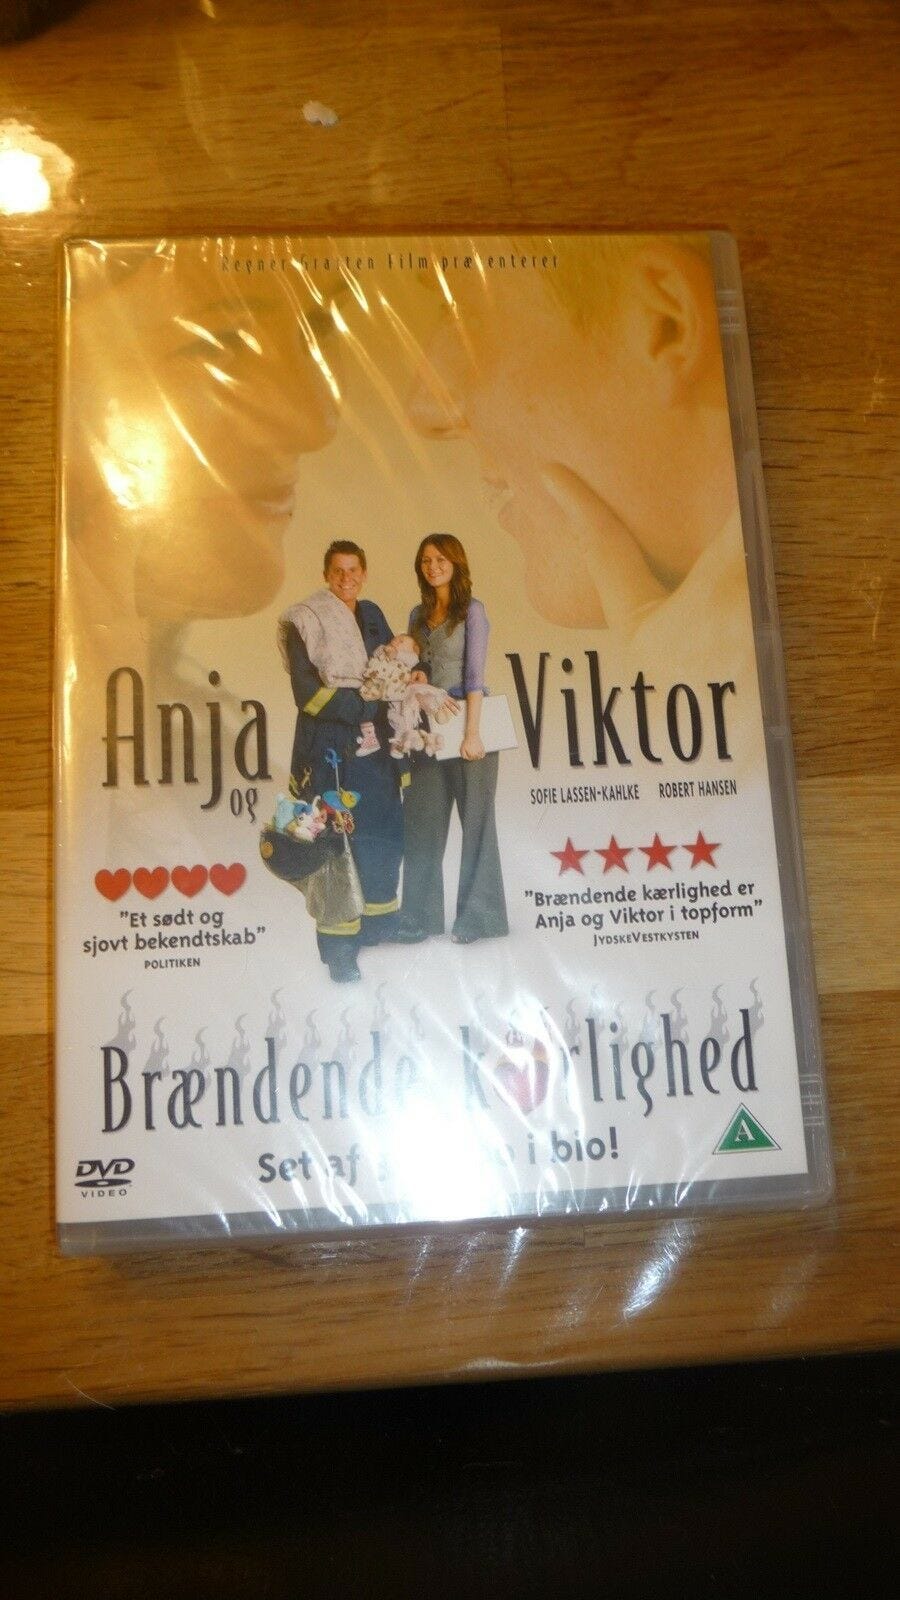 Regner Grasten Film præsenterer
Anja
og
Viktor
SOFIE LASSEN-KAHLKE ROBERT HANSEN
"Et sødt og
sjovt bekendtskab"
POLITIKEN
"Brændende kærlighed er
Anja og Viktor i topform"
JYDSKEVESTKYSTEN
Brændende kærlighed
Set af i bio!
A
DVD
VIDEO